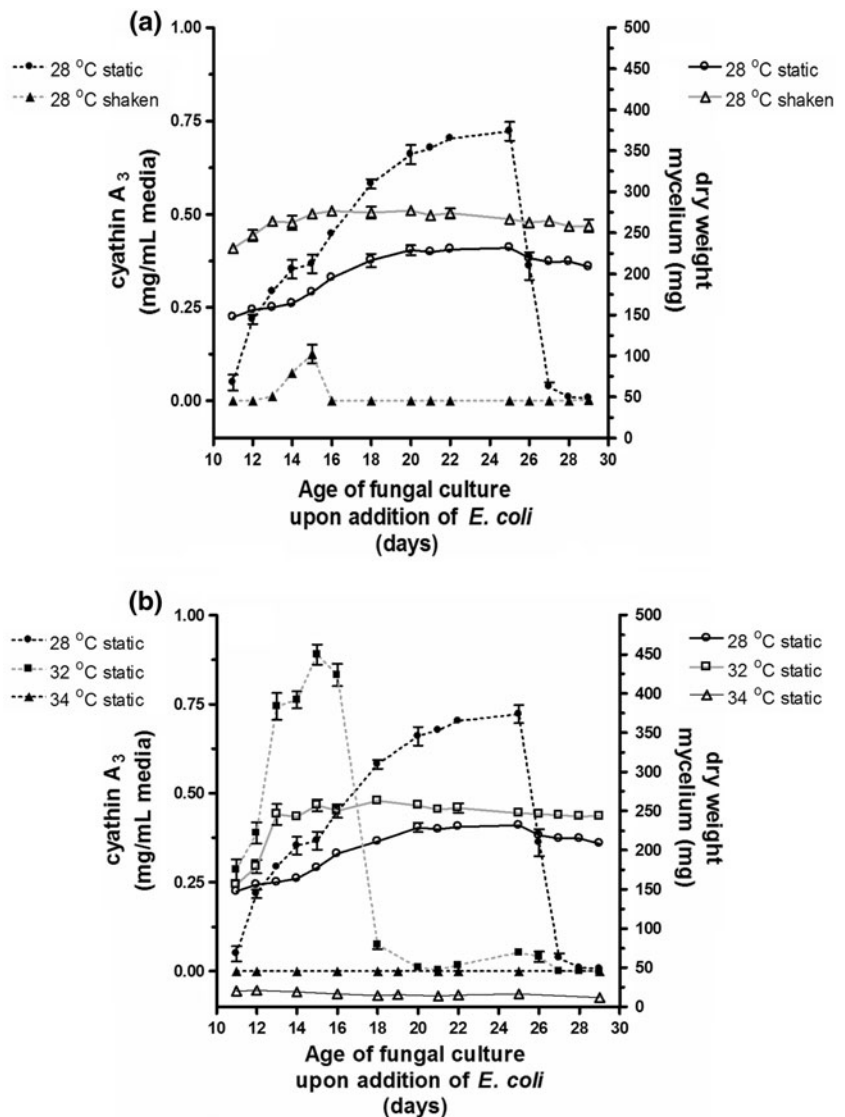 (a)
28 °C static
28 °C shaken
28 °C static
28 °C shaken
cyathin A3
(mg/mL media)
1.00
0.75
0.50
0.25
0.00
500
450
400
350
300
250
200
150
100
50
0
dry weight
mycelium (mg)
10 12 14 16 18 20 22 24 26 28 30
Age of fungal culture
upon addition of E. coli
(days)
(b)
28 °C static
32 °C static
34 °C static
28 °C static
32 °C static
34 °C static
cyathin A3
(mg/mL media)
1.00
0.75
0.50
0.25
0.00
500
450
400
350
300
250
200
150
100
50
0
dry weight
mycelium (mg)
10 12 14 16 18 20 22 24 26 28 30
Age of fungal culture
upon addition of E. coli
(days)